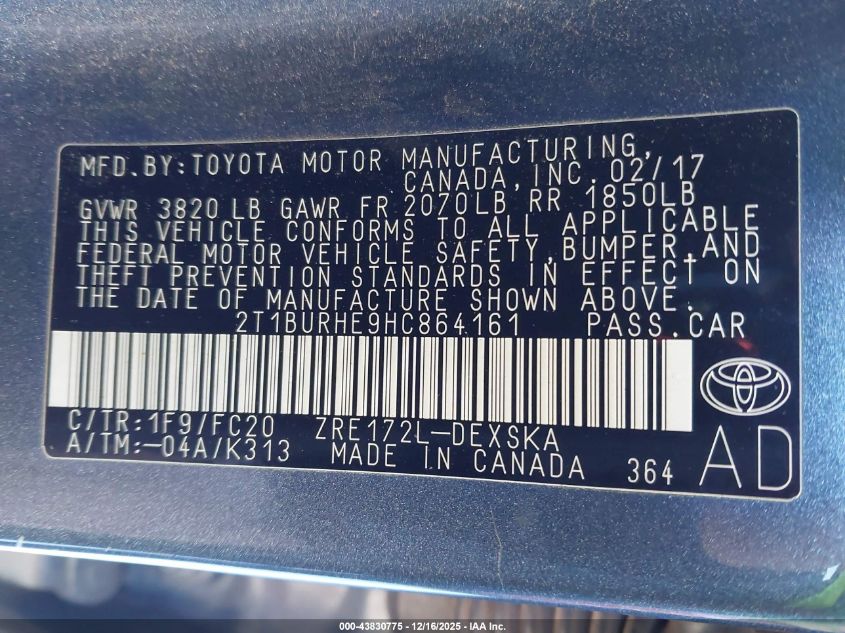 MFD.BY:TOYOTA MOTOR MANUFACTURING,
CANADA, INC. 02/17
GVWR 3820 LB GAWR FR 2070LB RR 1850LB
THIS VEHICLE CONFORMS TO ALL APPLICABLE
FEDERAL MOTOR VEHICLE SAFETY,BUMPER,AND
THEFT PREVENTION STANDARDS IN EFFECT ON
THE DATE OF MANUFACTURE SHOWN ABOVE.
2T1BURHE9HC864161 PASS.CAR
C/TR:1F9/FC20 ZRE172L-DEXSKA
A/TM:-04A/K313 MADE IN CANADA 364
AD
000-43830775 - 12/16/2025 - IAA Inc.